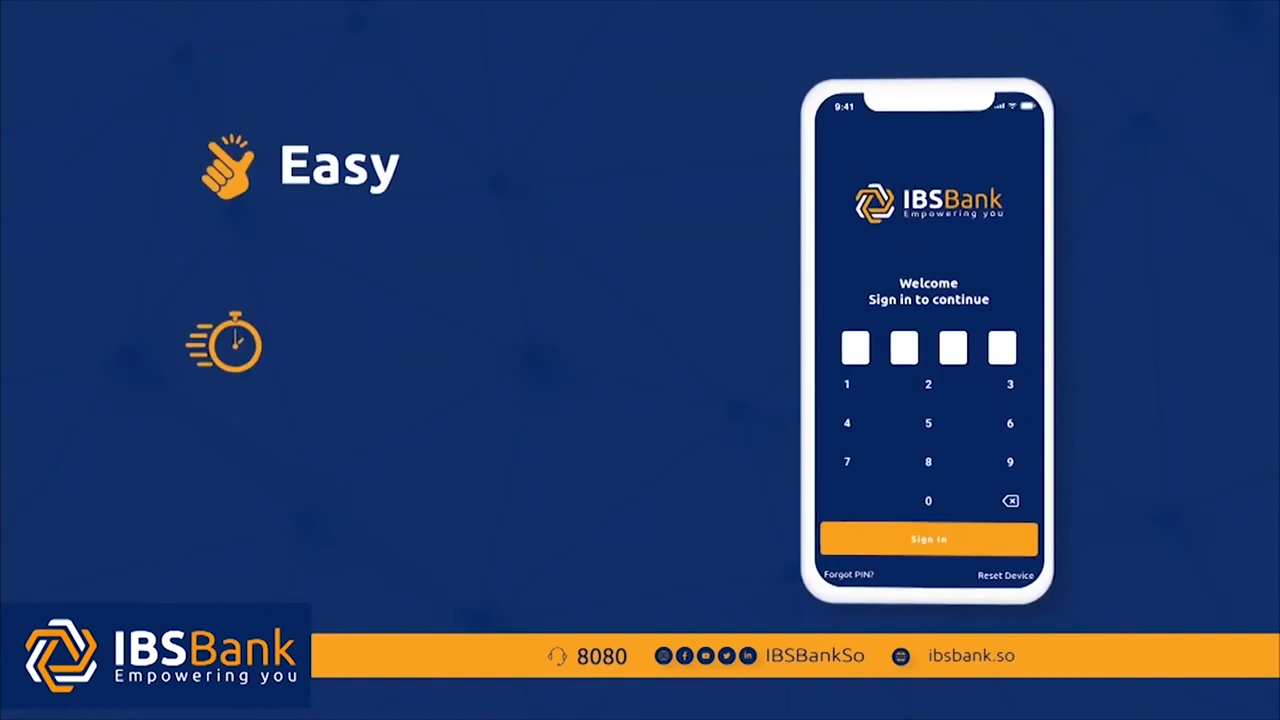 Easy
9:41
IBSBank
Empowering you
Welcome
Sign in to continue
1 2 3
4 5 6
7 8 9
0
Sign In
Forgot PIN? Reset Device
IBSBank
Empowering you
8080 IBSBankSo ibsbank.so